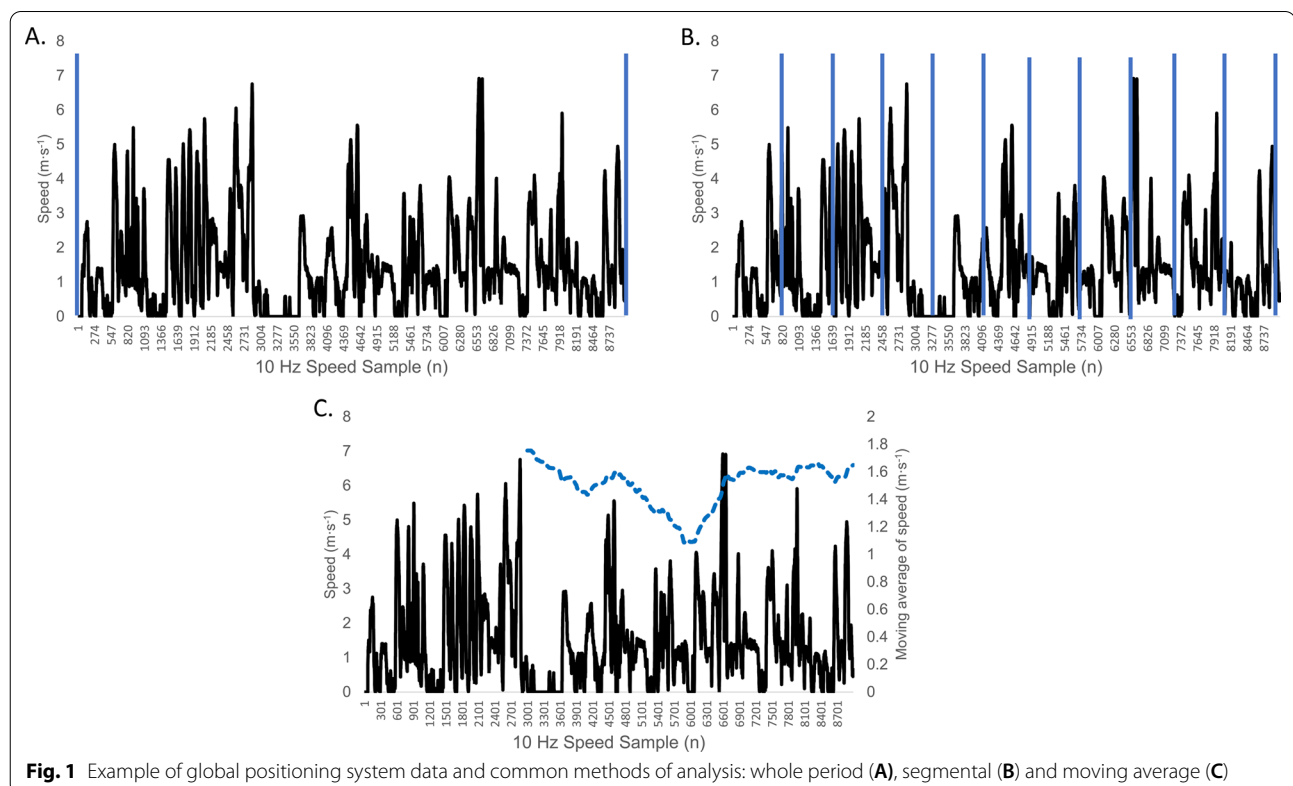 A.
8
7
6
5
4
3
2
1
0
Speed (m·s⁻¹)
1 274 547 820 1093 1366 1639 1912 2185 2458 2731 3004 3277 3550 3823 4096 4369 4642 4915 5188 5461 5734 6007 6280 6553 6826 7099 7372 7645 7918 8191 8464 8737
10 Hz Speed Sample (n)
B.
8
7
6
5
4
3
2
1
0
Speed (m·s⁻¹)
1 274 547 820 1093 1366 1639 1912 2185 2458 2731 3004 3277 3550 3823 4096 4369 4642 4915 5188 5461 5734 6007 6280 6553 6826 7099 7372 7645 7918 8191 8464 8737
10 Hz Speed Sample (n)
C.
8
7
6
5
4
3
2
1
0
Speed (m·s⁻¹)
2
1.8
1.6
1.4
1.2
1
0.8
0.6
0.4
0.2
0
Moving average of speed (m·s⁻¹)
1 301 601 901 1201 1501 1801 2101 2401 2701 3001 3301 3601 3901 4201 4501 4801 5101 5401 5701 6001 6301 6601 6901 7201 7501 7801 8101 8401 8701
10 Hz Speed Sample (n)
Fig. 1 Example of global positioning system data and common methods of analysis: whole period (A), segmental (B) and moving average (C)